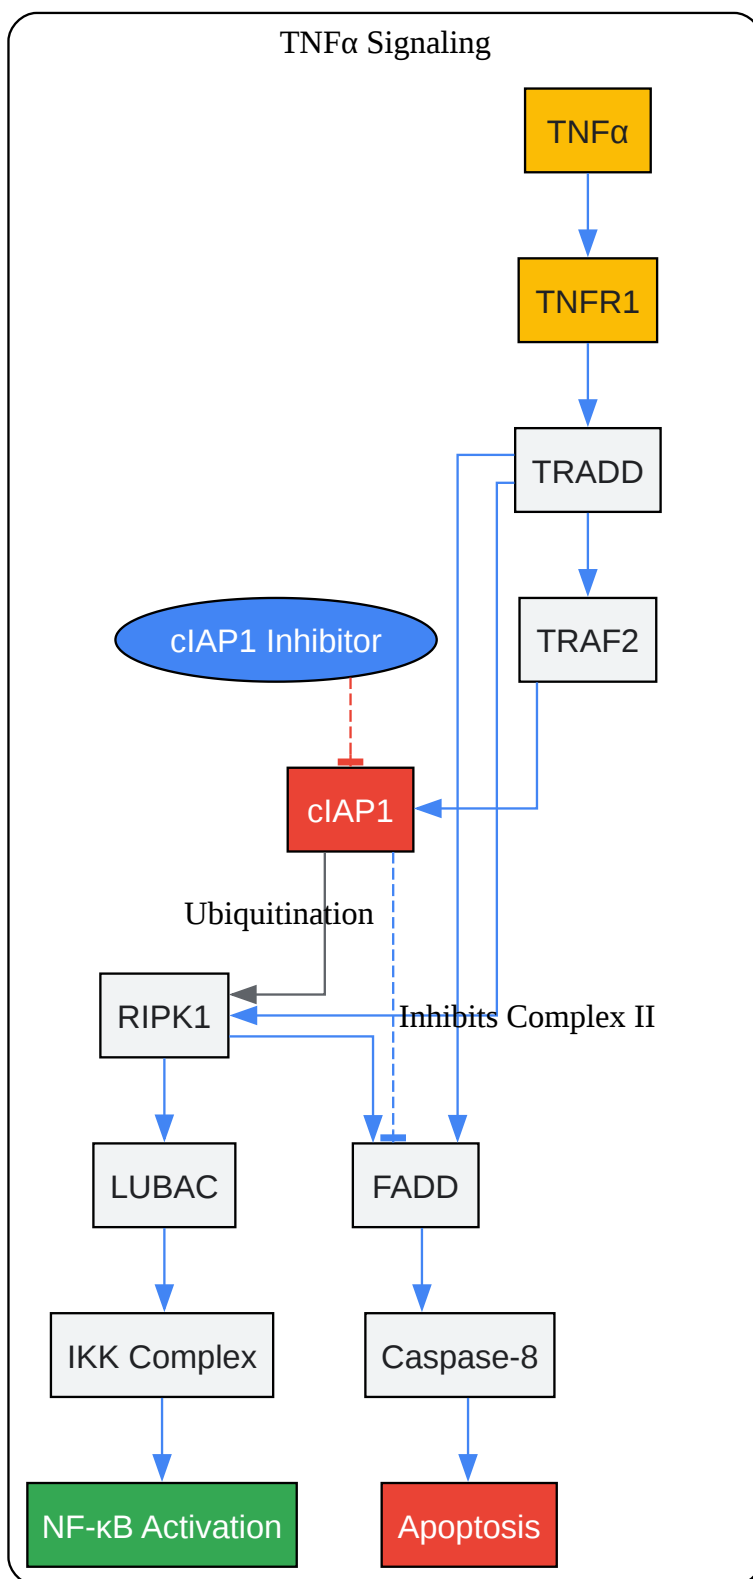 TNFα Signaling
TNFα
TNFR1
TRADD
TRAF2
cIAP1 Inhibitor
cIAP1
Ubiquitination
RIPK1
Inhibits Complex II
LUBAC
FADD
IKK Complex
Caspase-8
NF-κB Activation
Apoptosis